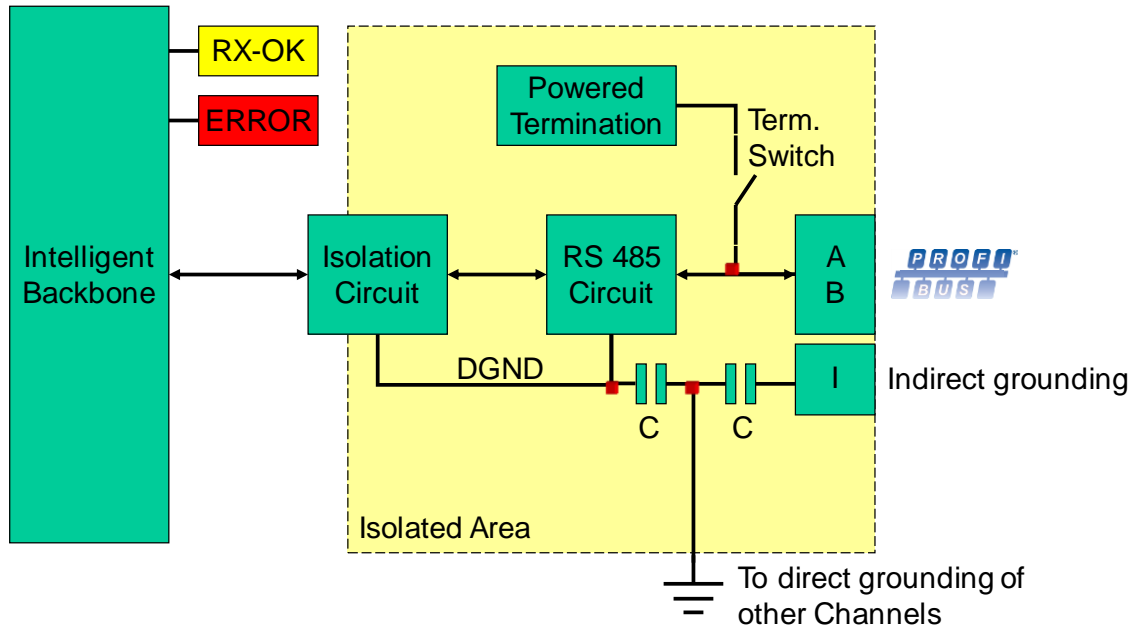 RX-OK
ERROR
Intelligent
Backbone
Powered
Termination
Term.
Switch
Isolation
Circuit
RS 485
Circuit
A
B
PROFI®
BUS
DGND
C
C
I
Indirect grounding
Isolated Area
To direct grounding of
other Channels